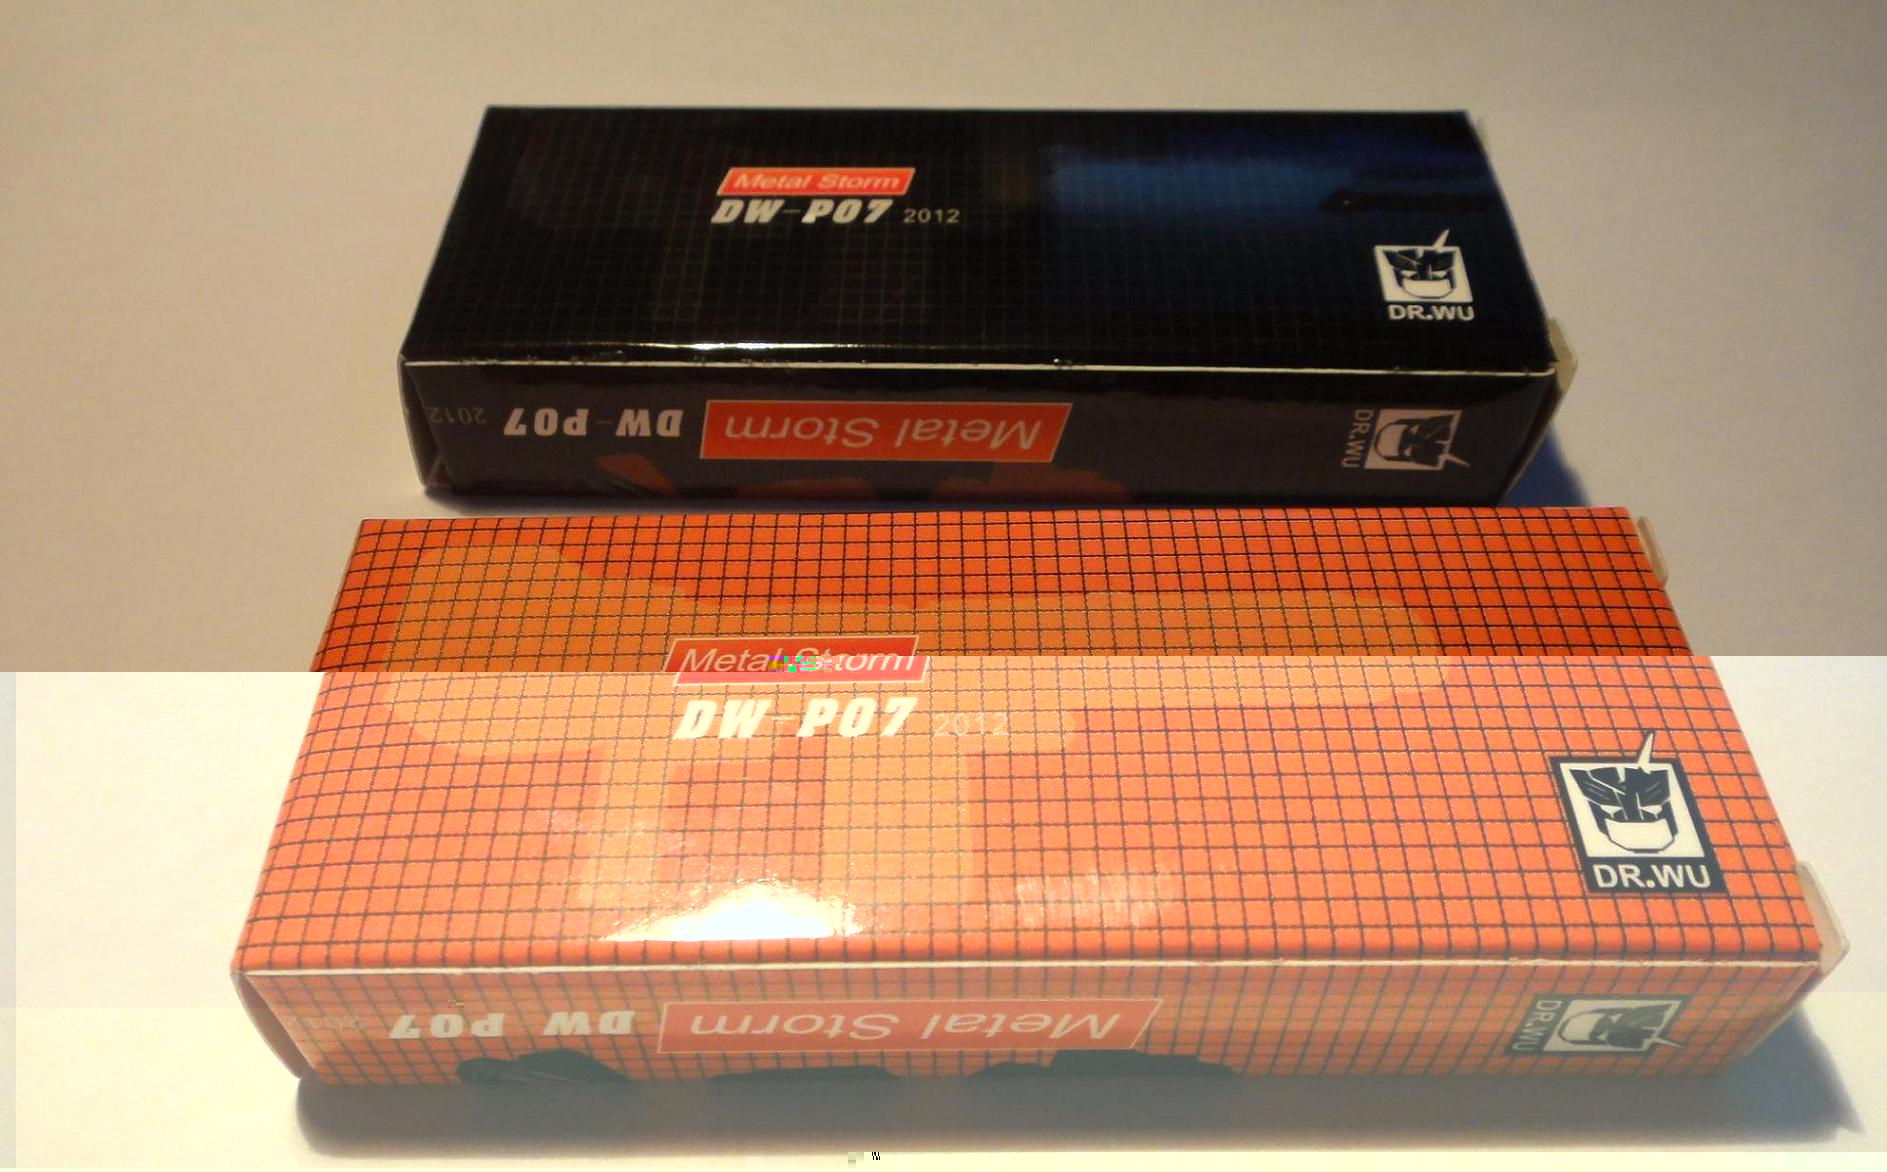 Metal Storm
DW-P07 2012
DR.WU
Metal Storm DW-P07 2012
DR.WU
Metal Storm
DW-P07 2012
DR.WU
Metal Storm DW P07 2012
DR.WU